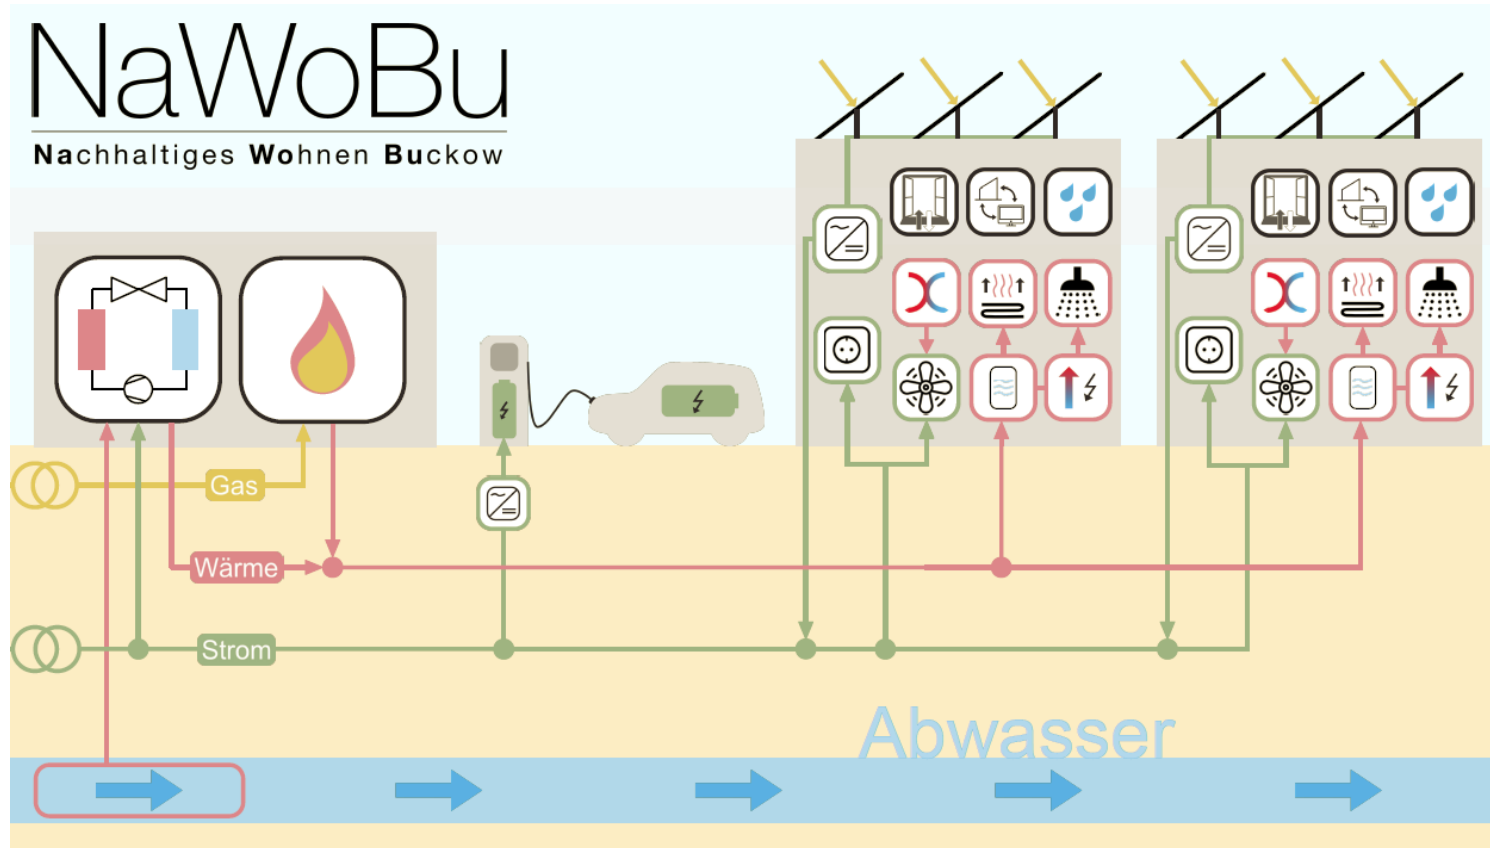 NaWoBu
Nachhaltiges Wohnen Buckow
Gas
Wärme
Strom
Abwasser